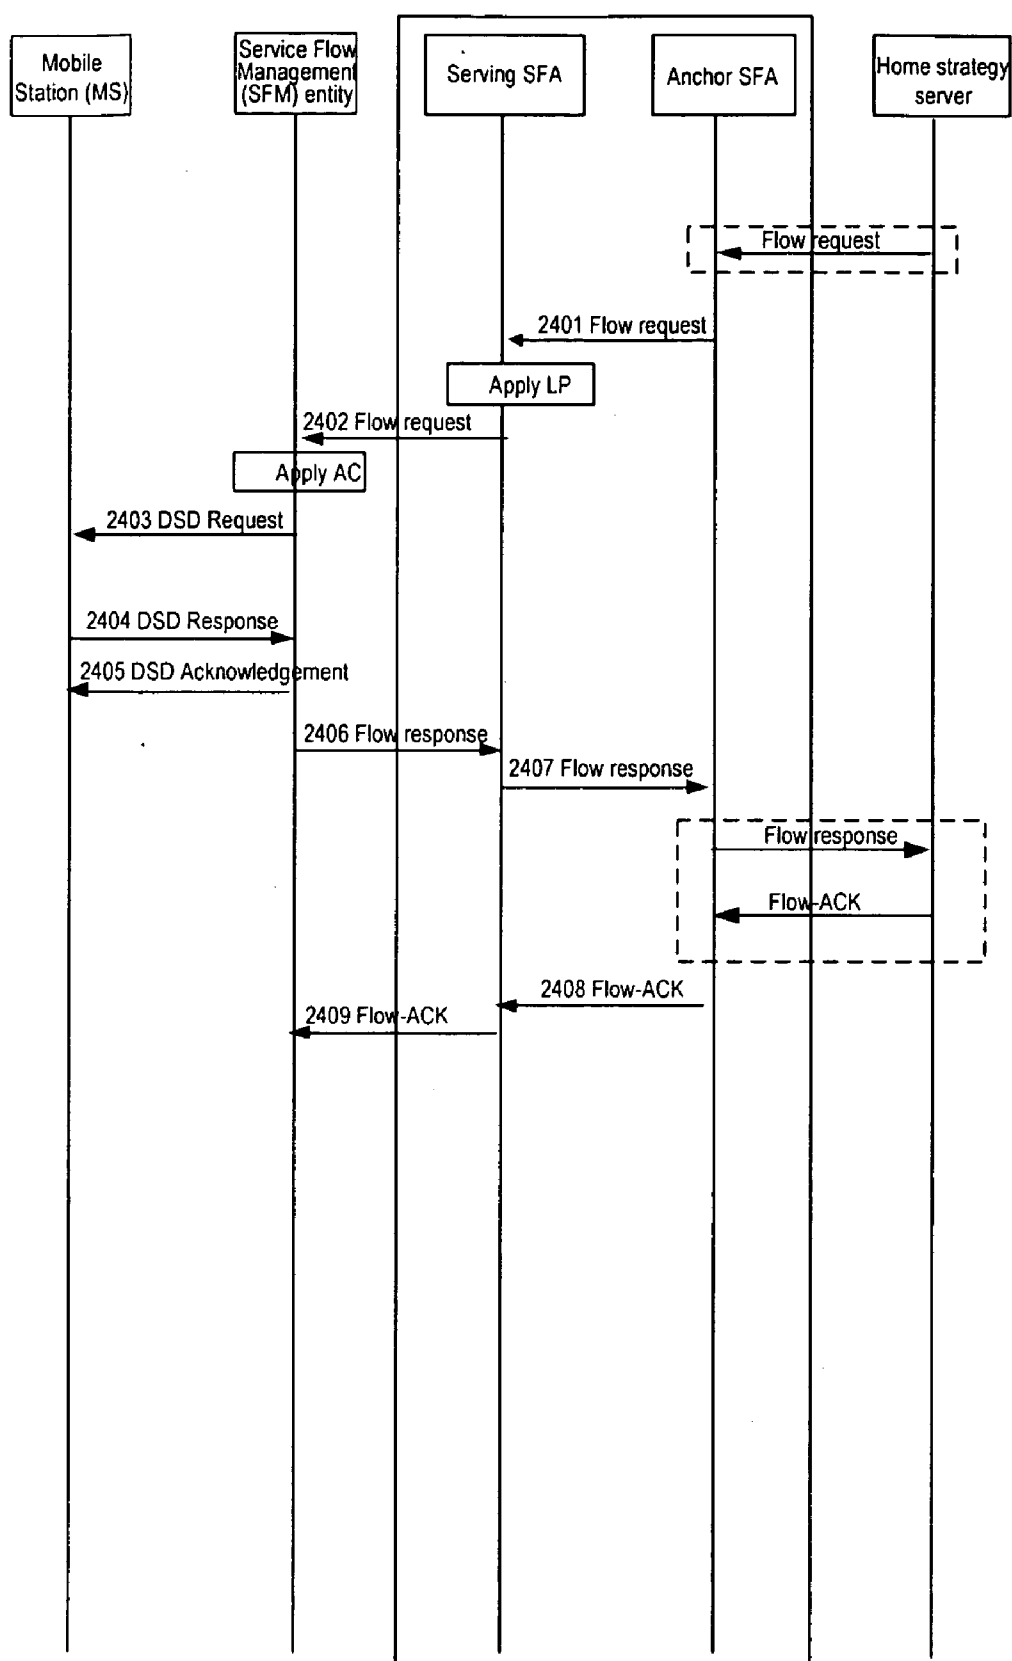 Mobile
Station (MS)
Service Flow
Management
(SFM) entity
Serving SFA
Anchor SFA
Home strategy
server
Flow request
2401 Flow request
Apply LP
2402 Flow request
Apply AC
2403 DSD Request
2404 DSD Response
2405 DSD Acknowledgement
2406 Flow response
2407 Flow response
Flow response
Flow-ACK
2408 Flow-ACK
2409 Flow-ACK